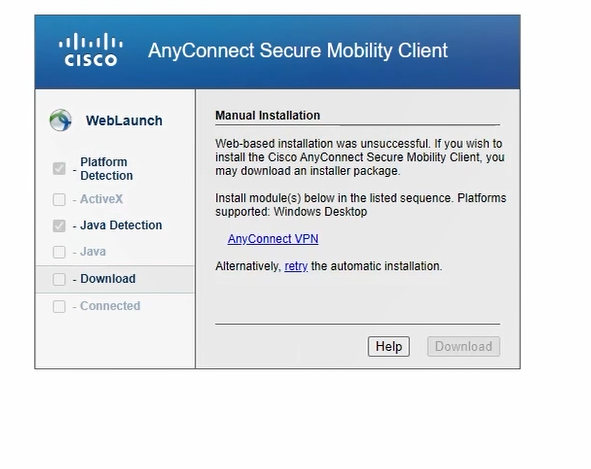 CISCO
AnyConnect Secure Mobility Client
WebLaunch
- Platform
Detection
- ActiveX
- Java Detection
- Java
- Download
- Connected
Manual Installation
Web-based installation was unsuccessful. If you wish to
install the Cisco AnyConnect Secure Mobility Client, you
may download an installer package.
Install module(s) below in the listed sequence. Platforms
supported: Windows Desktop
AnyConnect VPN
Alternatively, retry the automatic installation.
Help
Download